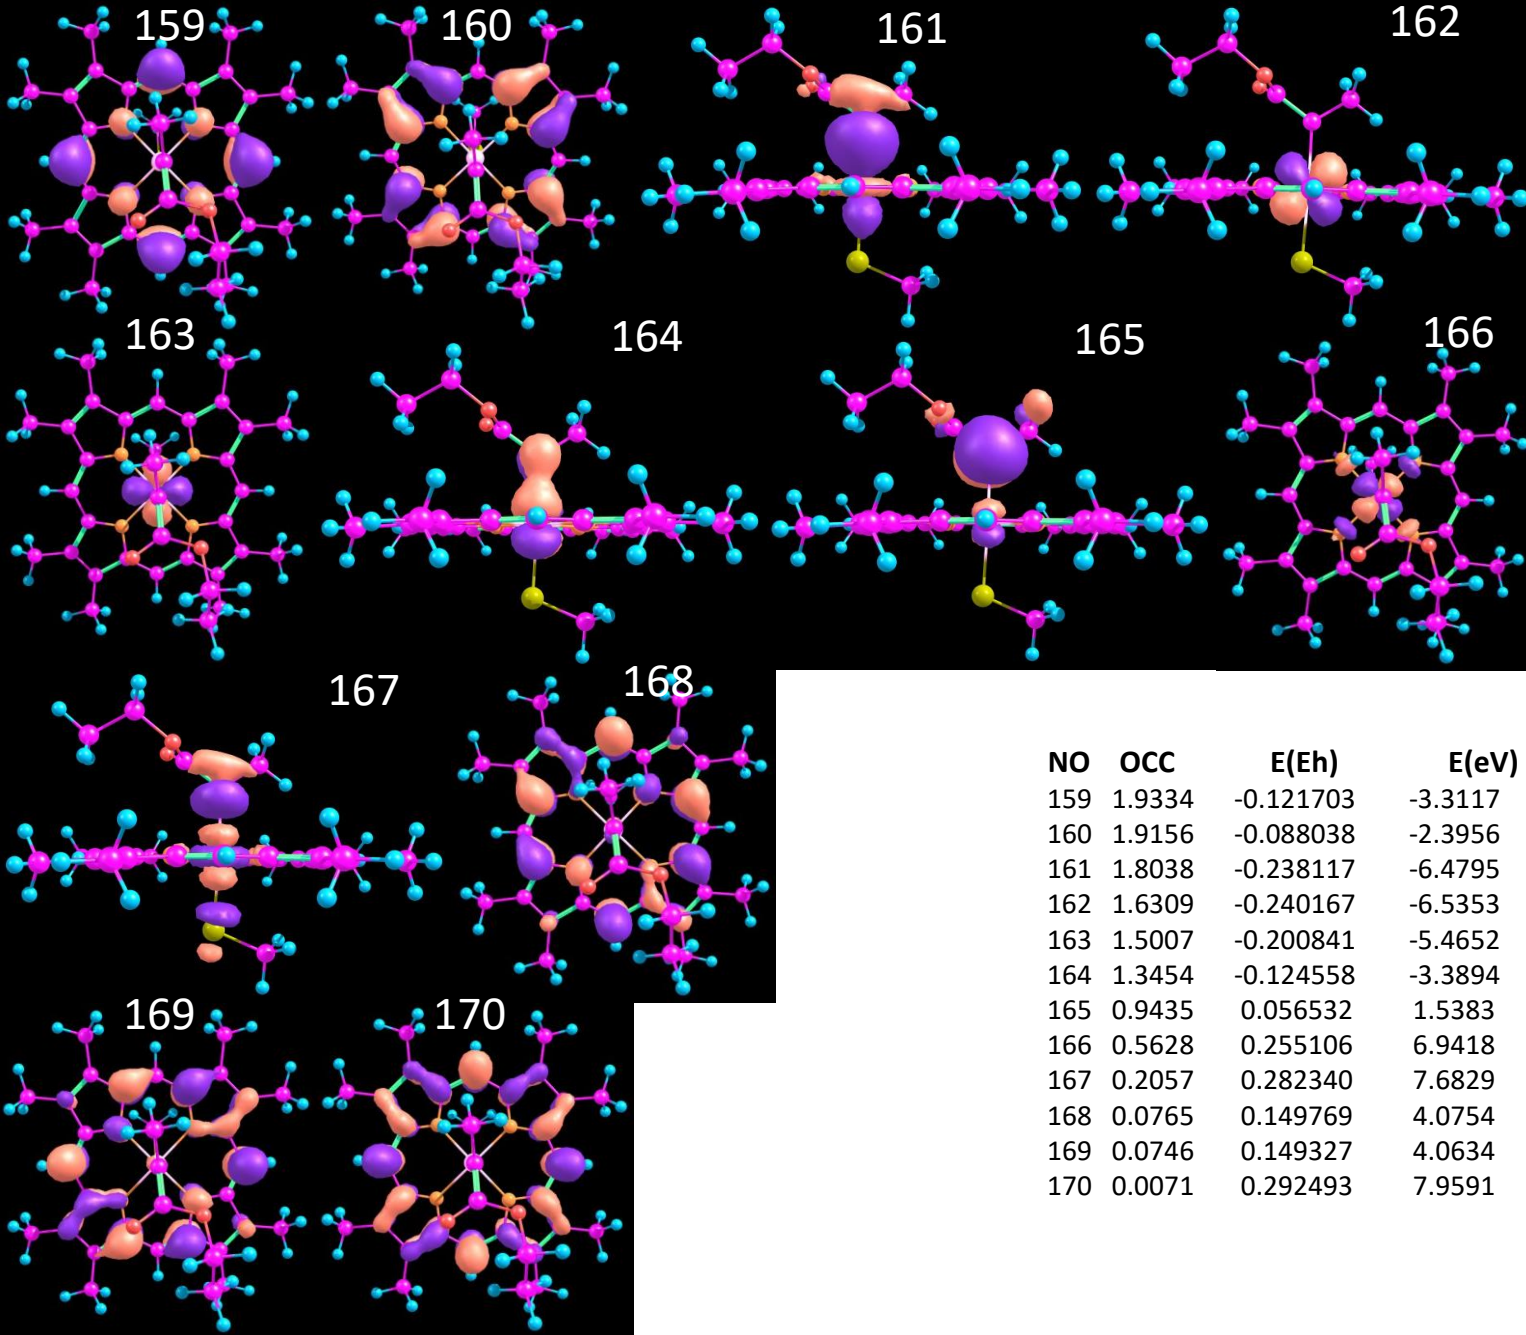 159
160
161
162
163
164
165
166
167
168
169
170
NO OCC E(Eh) E(eV)
159 1.9334 -0.121703 -3.3117
160 1.9156 -0.088038 -2.3956
161 1.8038 -0.238117 -6.4795
162 1.6309 -0.240167 -6.5353
163 1.5007 -0.200841 -5.4652
164 1.3454 -0.124558 -3.3894
165 0.9435 0.056532 1.5383
166 0.5628 0.255106 6.9418
167 0.2057 0.282340 7.6829
168 0.0765 0.149769 4.0754
169 0.0746 0.149327 4.0634
170 0.0071 0.292493 7.9591